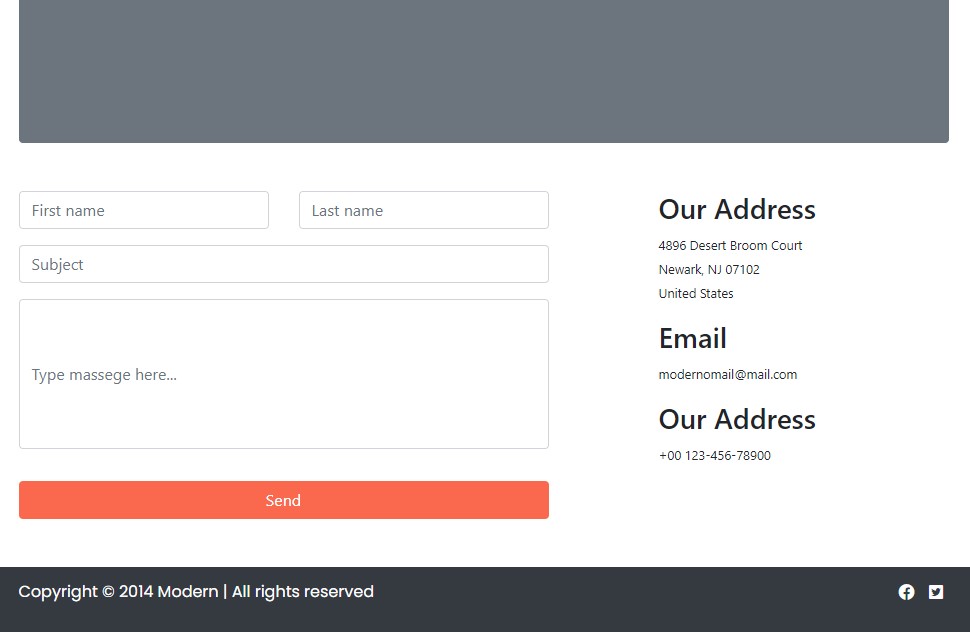 First name
Last name
Subject
Type massege here...
Send
Our Address
4896 Desert Broom Court
Newark, NJ 07102
United States
Email
modernomail@mail.com
Our Address
+00 123-456-78900
Copyright © 2014 Modern | All rights reserved